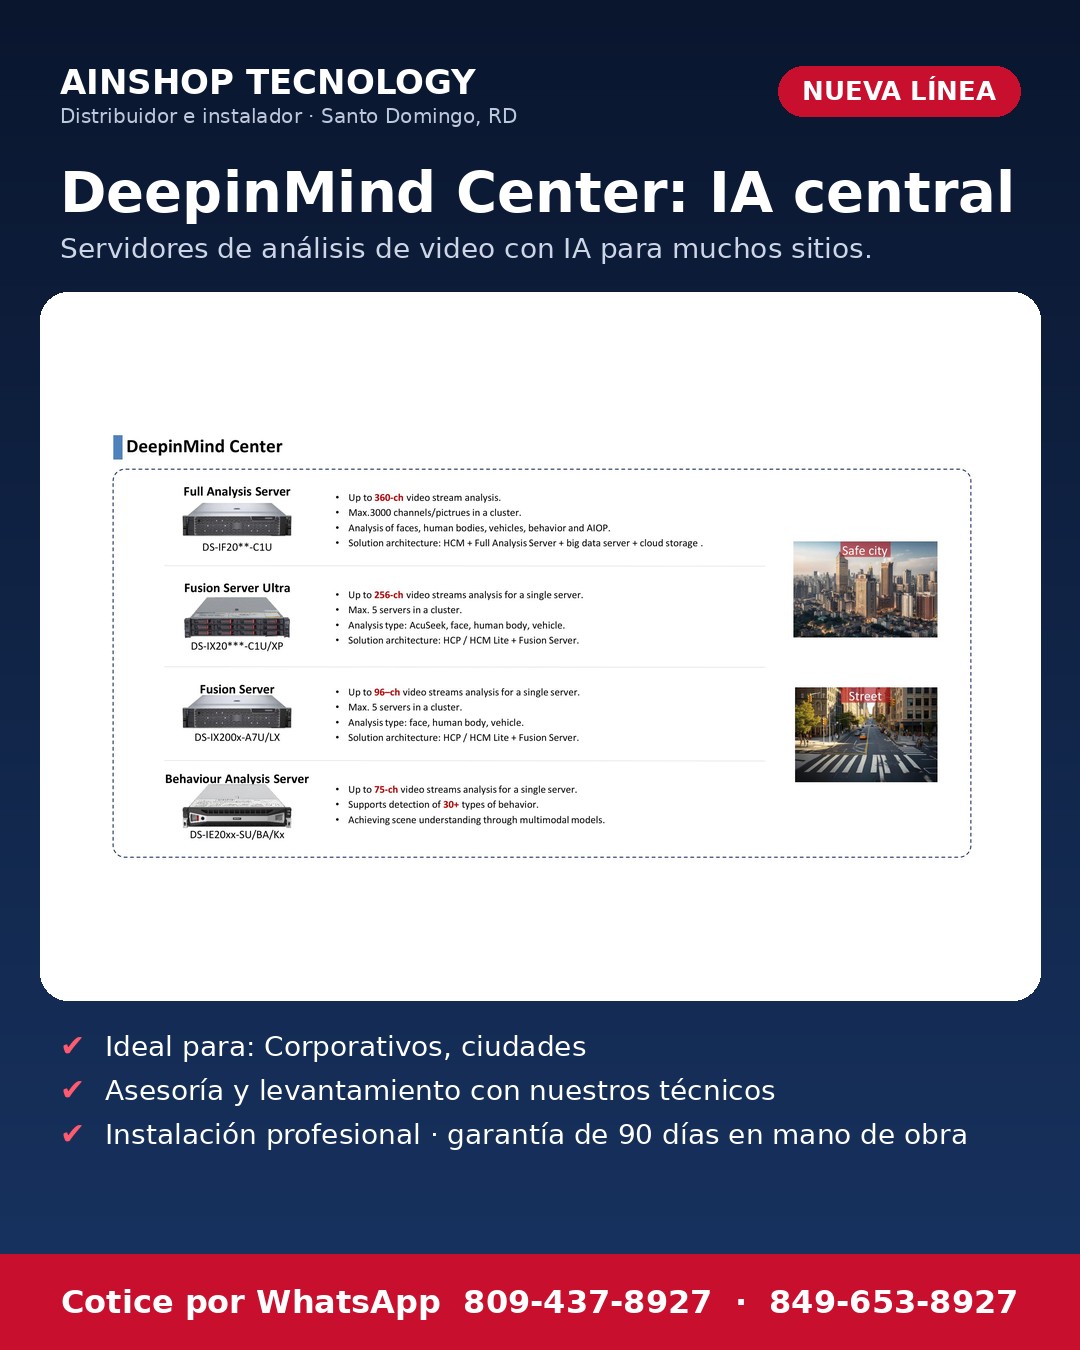 AINSHOP TECNOLOGY
NUEVA LÍNEA
Distribuidor e instalador · Santo Domingo, RD
DeepinMind Center: IA central
Servidores de análisis de video con IA para muchos sitios.
DeepinMind Center
Full Analysis Server
DS-IF20**-C1U
• Up to 360-ch video stream analysis.
• Max.3000 channels/pictrues in a cluster.
• Analysis of faces, human bodies, vehicles, behavior and AIOP.
• Solution architecture: HCM + Full Analysis Server + big data server + cloud storage .
Fusion Server Ultra
DS-IX20***-C1U/XP
• Up to 256-ch video streams analysis for a single server.
• Max. 5 servers in a cluster.
• Analysis type: AcuSeek, face, human body, vehicle.
• Solution architecture: HCP / HCM Lite + Fusion Server.
Fusion Server
DS-IX200x-A7U/LX
• Up to 96–ch video streams analysis for a single server.
• Max. 5 servers in a cluster.
• Analysis type: face, human body, vehicle.
• Solution architecture: HCP / HCM Lite + Fusion Server.
Behaviour Analysis Server
DS-IE20xx-SU/BA/Kx
• Up to 75-ch video streams analysis for a single server.
• Supports detection of 30+ types of behavior.
• Achieving scene understanding through multimodal models.
Safe city
Street
✔ Ideal para: Corporativos, ciudades
✔ Asesoría y levantamiento con nuestros técnicos
✔ Instalación profesional · garantía de 90 días en mano de obra
Cotice por WhatsApp 809-437-8927 · 849-653-8927